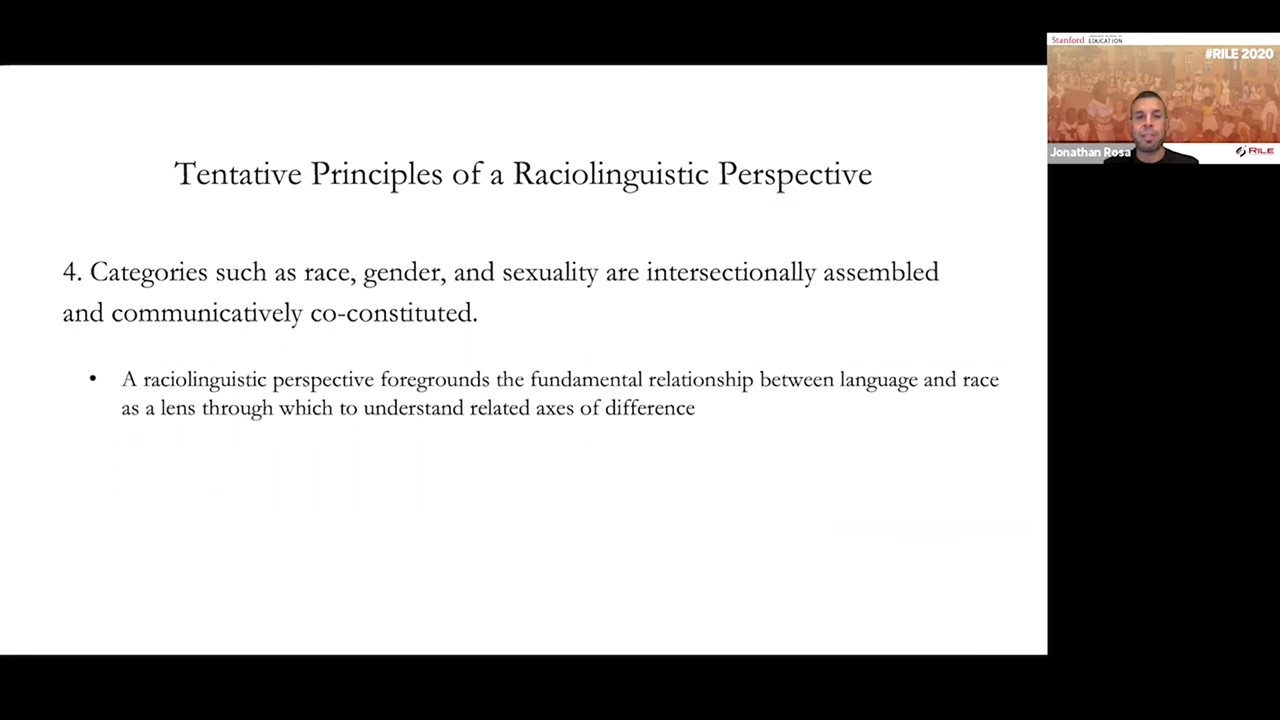 Tentative Principles of a Raciolinguistic Perspective
4. Categories such as race, gender, and sexuality are intersectionally assembled
and communicatively co-constituted.
• A raciolinguistic perspective foregrounds the fundamental relationship between language and race
as a lens through which to understand related axes of difference
Stanford EDUCATION
#RILE 2020
Jonathan Rosa
RILE